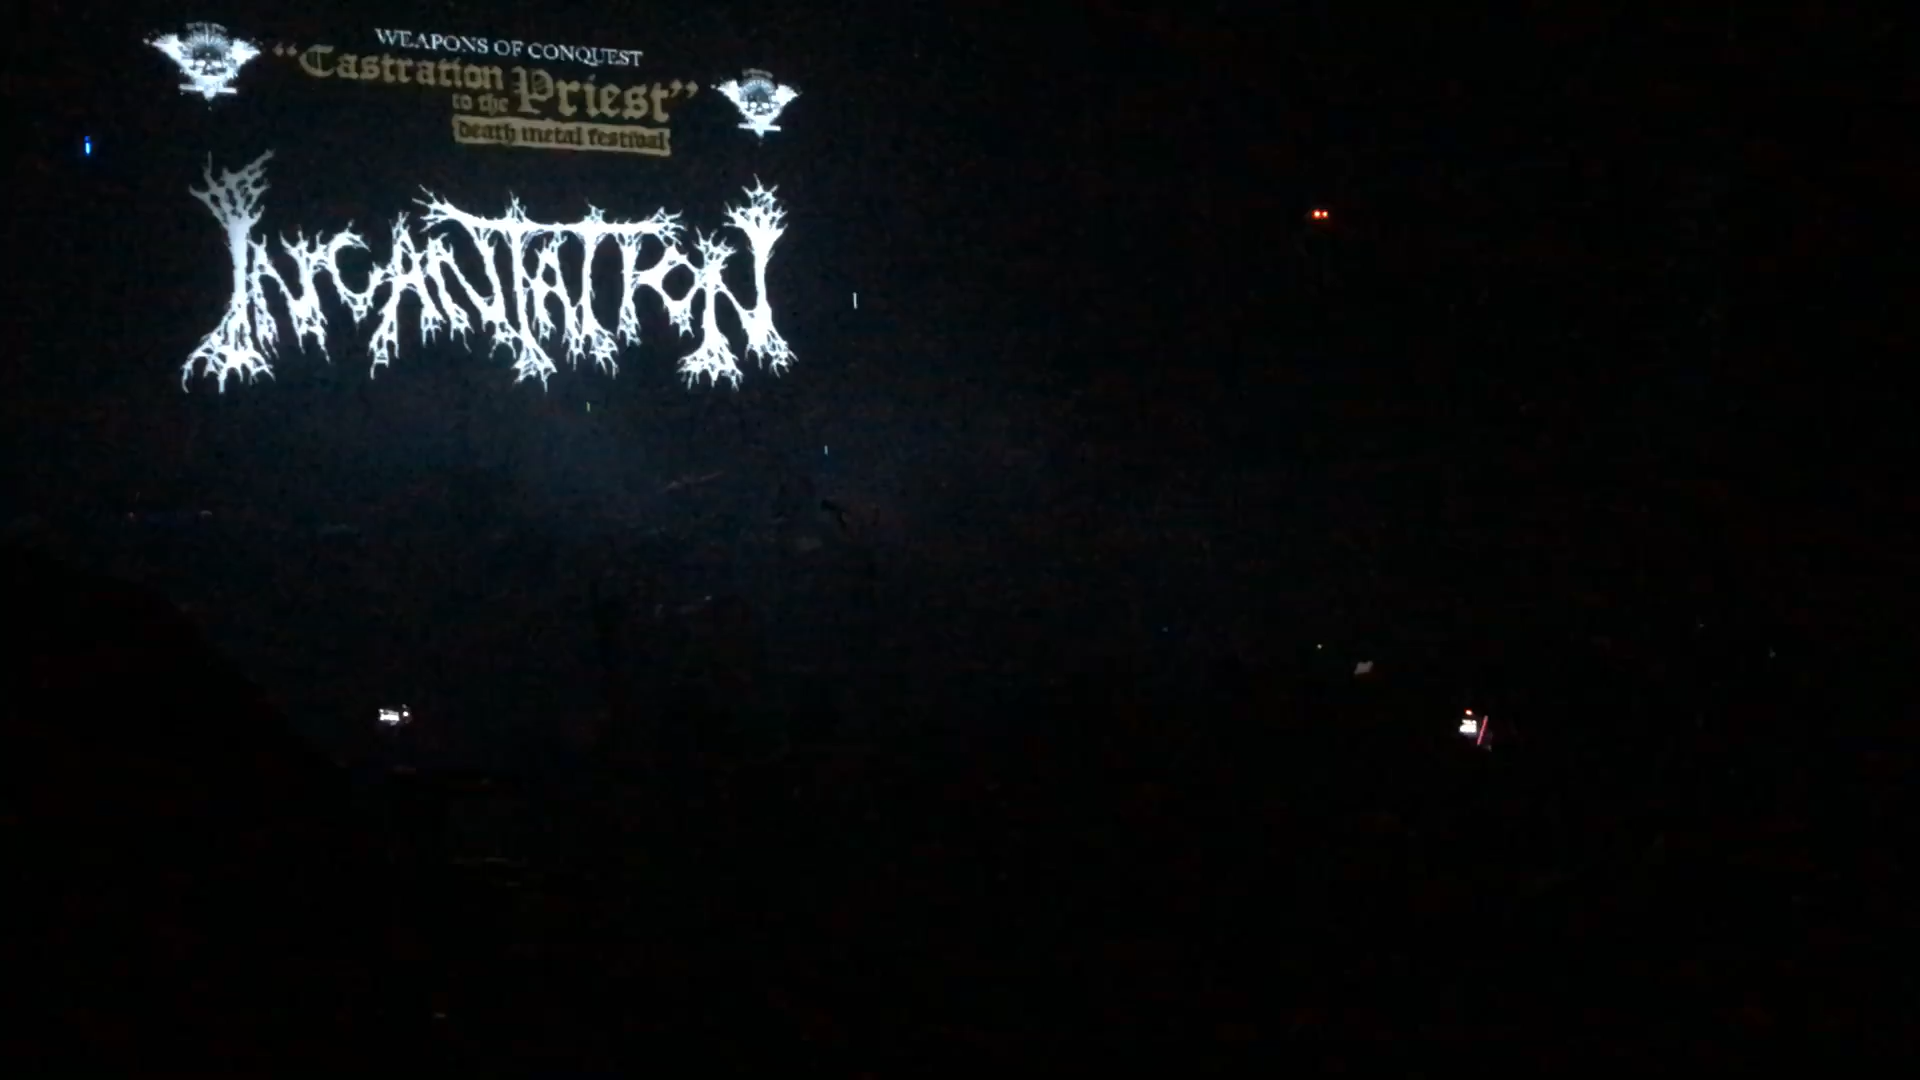 WEAPONS OF CONQUEST
“Castration
to the Priest”
death metal festival
INCANTATION